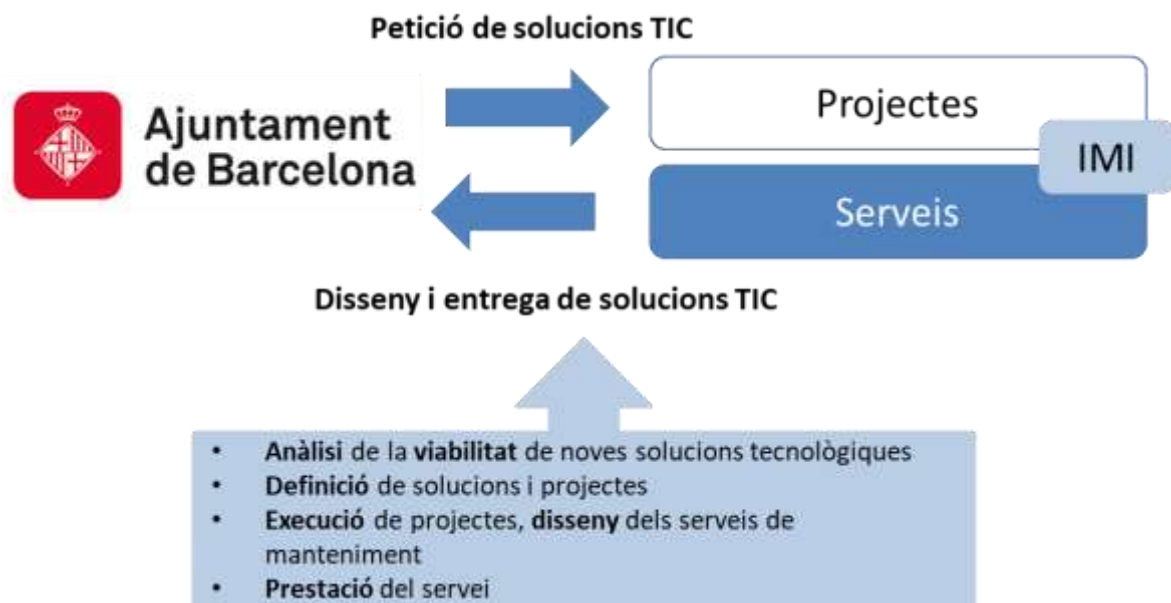 Petició de solucions TIC
Ajuntament
de Barcelona
Projectes
IMI
Serveis
Disseny i entrega de solucions TIC
• Anàlisi de la viabilitat de noves solucions tecnològiques
• Definició de solucions i projectes
• Execució de projectes, disseny dels serveis de
manteniment
• Prestació del servei